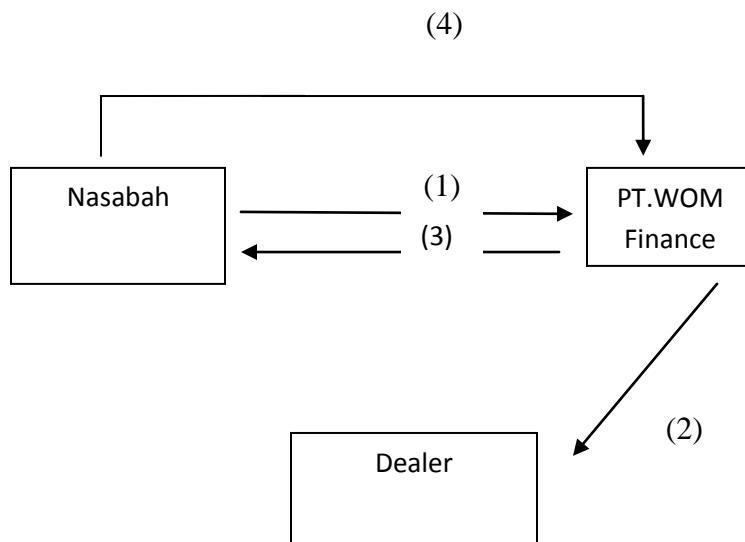 (4)
Nasabah
(1)
(3)
PT.WOM
Finance
(2)
Dealer